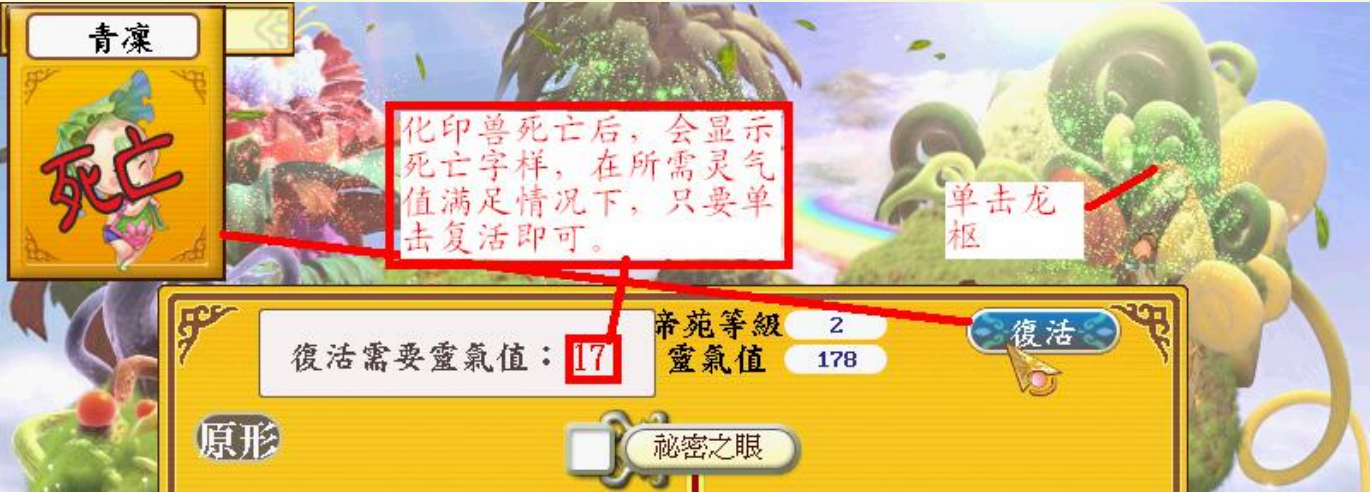 青凜
死亡
化印兽死亡后，会显示
死亡字样，在所需灵气
值满足情况下，只要单
击复活即可。
单击龙
枢
復活需要靈氣值：17
帝苑等級 2
靈氣值 178
復活
原形
祕密之眼